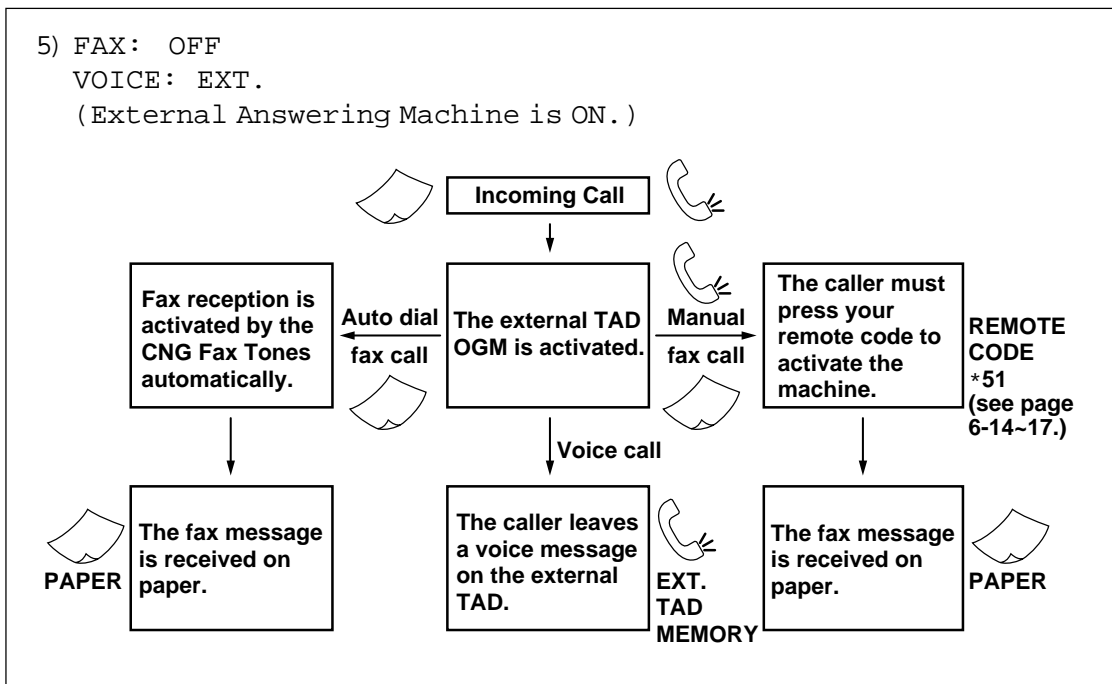 5) FAX: OFF
VOICE: EXT.
(External Answering Machine is ON.)
Incoming Call
Fax reception is
activated by the
CNG Fax Tones
automatically.
Auto dial
fax call
The external TAD
OGM is activated.
Manual
fax call
The caller must
press your
remote code to
activate the
machine.
REMOTE
CODE
*51
(see page
6-14~17.)
Voice call
PAPER
The fax message
is received on
paper.
The caller leaves
a voice message
on the external
TAD.
EXT.
TAD
MEMORY
The fax message
is received on
paper.
PAPER